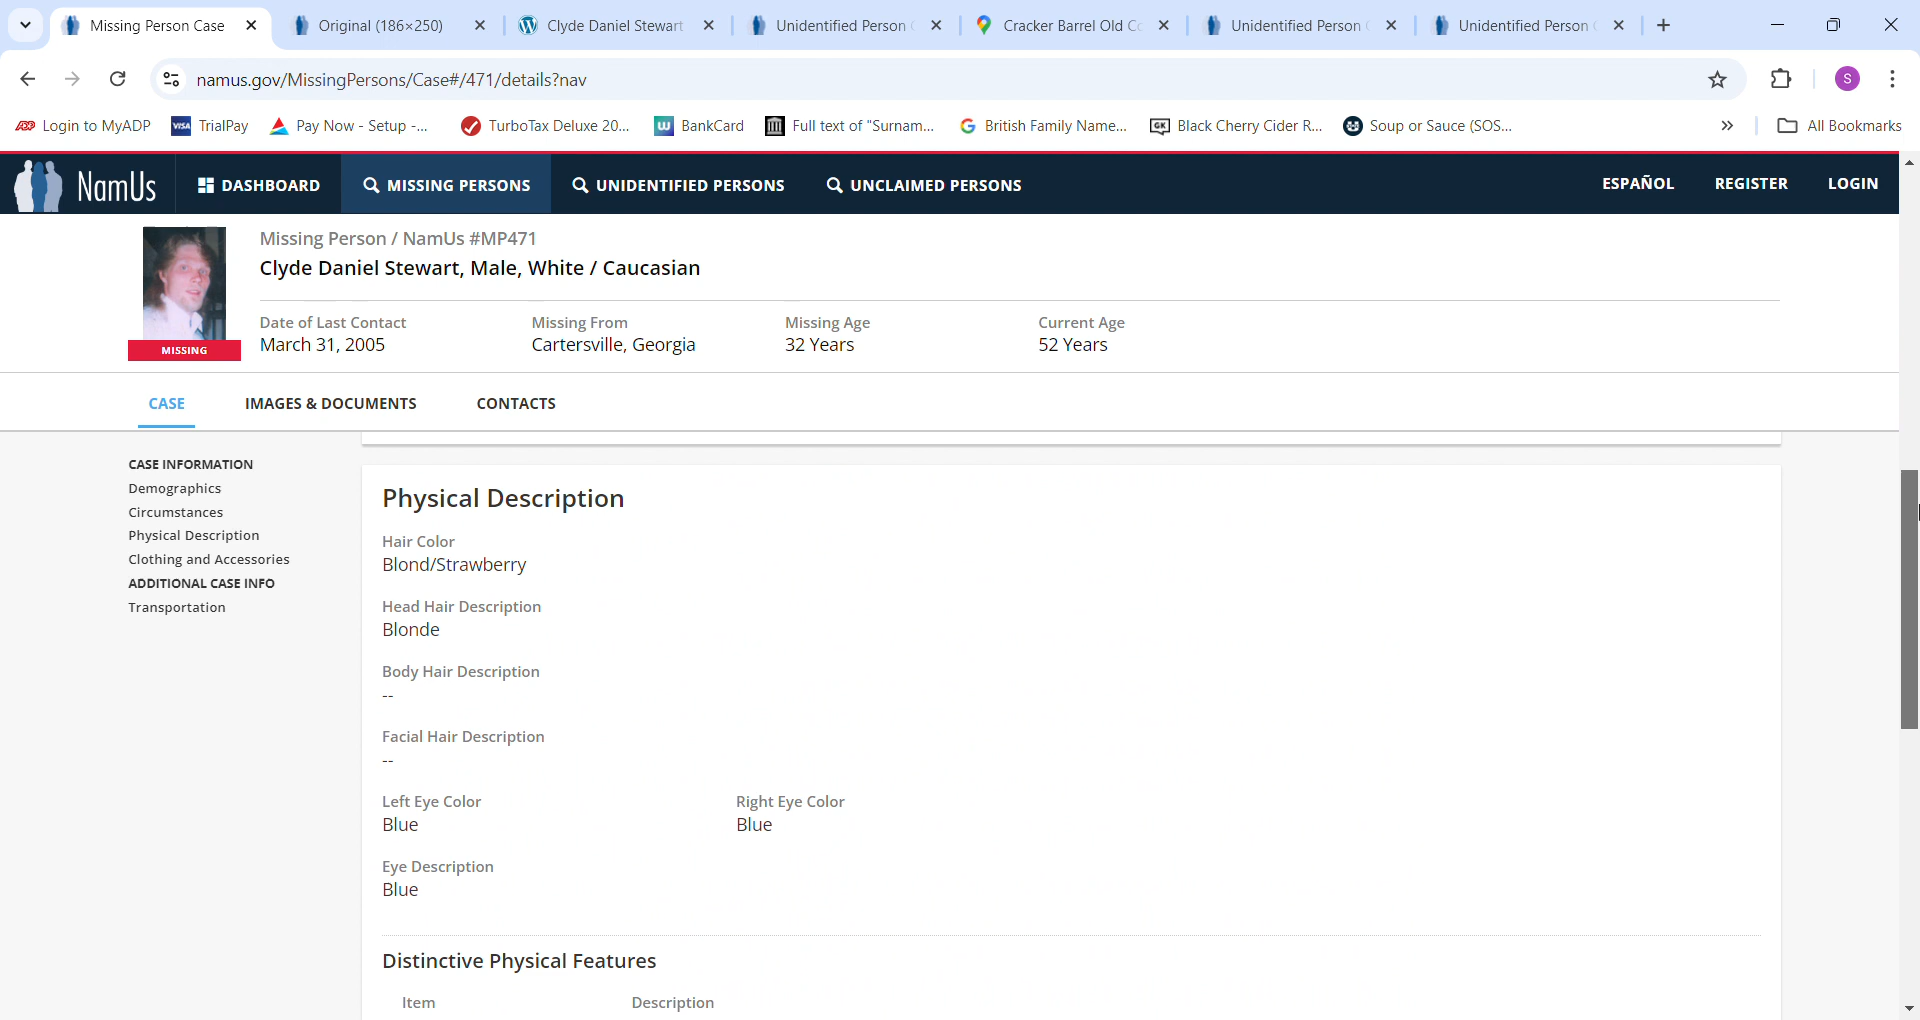 Missing Person Case
Original (186×250)
Clyde Daniel Stewart
Unidentified Person
Cracker Barrel Old Co
Unidentified Person
Unidentified Person
namus.gov/MissingPersons/Case#/471/details?nav
S
ADP Login to MyADP
VISA TrialPay
Pay Now - Setup -...
TurboTax Deluxe 20...
BankCard
Full text of "Surnam...
British Family Name...
GK Black Cherry Cider R...
Soup or Sauce (SOS...
»
All Bookmarks
NamUs
DASHBOARD
MISSING PERSONS
UNIDENTIFIED PERSONS
UNCLAIMED PERSONS
ESPAÑOL
REGISTER
LOGIN
Missing Person / NamUs #MP471
Clyde Daniel Stewart, Male, White / Caucasian
Date of Last Contact
March 31, 2005
Missing From
Cartersville, Georgia
Missing Age
32 Years
Current Age
52 Years
MISSING
CASE
IMAGES & DOCUMENTS
CONTACTS
CASE INFORMATION
Demographics
Circumstances
Physical Description
Clothing and Accessories
ADDITIONAL CASE INFO
Transportation
Physical Description
Hair Color
Blond/Strawberry
Head Hair Description
Blonde
Body Hair Description
--
Facial Hair Description
--
Left Eye Color
Blue
Right Eye Color
Blue
Eye Description
Blue
Distinctive Physical Features
Item
Description